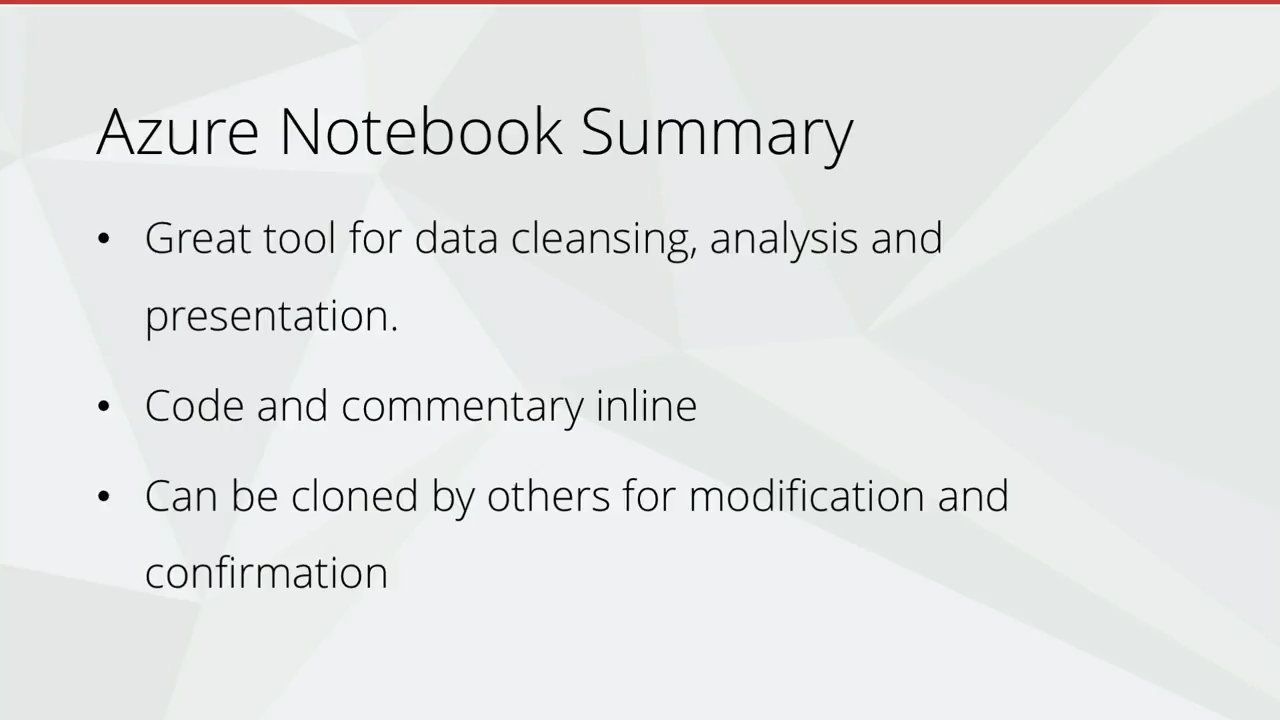 Azure Notebook Summary
• Great tool for data cleansing, analysis and
presentation.
• Code and commentary inline
• Can be cloned by others for modification and
confirmation